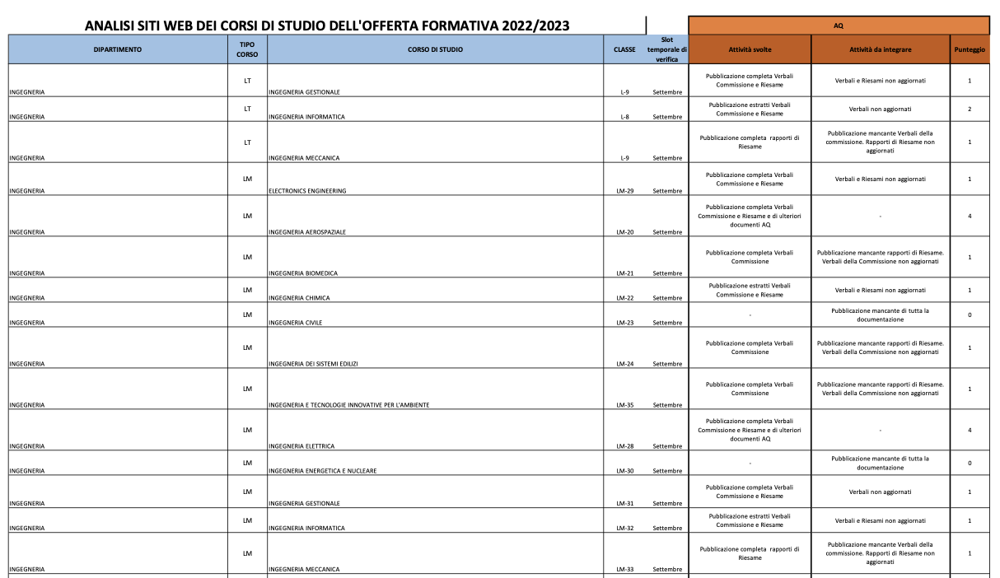 ANALISI SITI WEB DEI CORSI DI STUDIO DELL'OFFERTA FORMATIVA 2022/2023
AQ
DIPARTIMENTO
TIPO
CORSO
CORSO DI STUDIO
CLASSE
Slot
temporale di
verifica
Attività svolte
Attività da integrare
Punteggio
INGEGNERIA
LT
INGEGNERIA GESTIONALE
L-9
Settembre
Pubblicazione completa Verbali
Commissione e Riesame
Verbali e Riesami non aggiornati
1
INGEGNERIA
LT
INGEGNERIA INFORMATICA
L-8
Settembre
Pubblicazione estratti Verbali
Commissione e Riesame
Verbali non aggiornati
2
INGEGNERIA
LT
INGEGNERIA MECCANICA
L-9
Settembre
Pubblicazione completa rapporti di
Riesame
Pubblicazione mancante Verbali della
commissione. Rapporti di Riesame non
aggiornati
1
INGEGNERIA
LM
ELECTRONICS ENGINEERING
LM-29
Settembre
Pubblicazione completa Verbali
Commissione e Riesame
Verbali e Riesami non aggiornati
1
INGEGNERIA
LM
INGEGNERIA AEROSPAZIALE
LM-20
Settembre
Pubblicazione completa Verbali
Commissione e Riesame e di ulteriori
documenti AQ
-
4
INGEGNERIA
LM
INGEGNERIA BIOMEDICA
LM-21
Settembre
Pubblicazione completa Verbali
Commissione
Pubblicazione mancante rapporti di Riesame.
Verbali della Commissione non aggiornati
1
INGEGNERIA
LM
INGEGNERIA CHIMICA
LM-22
Settembre
Pubblicazione estratti Verbali
Commissione e Riesame
Verbali e Riesami non aggiornati
1
INGEGNERIA
LM
INGEGNERIA CIVILE
LM-23
Settembre
-
Pubblicazione mancante di tutta la
documentazione
0
INGEGNERIA
LM
INGEGNERIA DEI SISTEMI EDILIZI
LM-24
Settembre
Pubblicazione completa Verbali
Commissione
Pubblicazione mancante rapporti di Riesame.
Verbali della Commissione non aggiornati
1
INGEGNERIA
LM
INGEGNERIA E TECNOLOGIE INNOVATIVE PER L'AMBIENTE
LM-35
Settembre
Pubblicazione completa Verbali
Commissione
Pubblicazione mancante rapporti di Riesame.
Verbali della Commissione non aggiornati
1
INGEGNERIA
LM
INGEGNERIA ELETTRICA
LM-28
Settembre
Pubblicazione completa Verbali
Commissione e Riesame e di ulteriori
documenti AQ
-
4
INGEGNERIA
LM
INGEGNERIA ENERGETICA E NUCLEARE
LM-30
Settembre
-
Pubblicazione mancante di tutta la
documentazione
0
INGEGNERIA
LM
INGEGNERIA GESTIONALE
LM-31
Settembre
Pubblicazione completa Verbali
Commissione e Riesame
Verbali non aggiornati
1
INGEGNERIA
LM
INGEGNERIA INFORMATICA
LM-32
Settembre
Pubblicazione estratti Verbali
Commissione e Riesame
Verbali e Riesami non aggiornati
1
INGEGNERIA
LM
INGEGNERIA MECCANICA
LM-33
Settembre
Pubblicazione completa rapporti di
Riesame
Pubblicazione mancante Verbali della
commissione. Rapporti di Riesame non
aggiornati
1